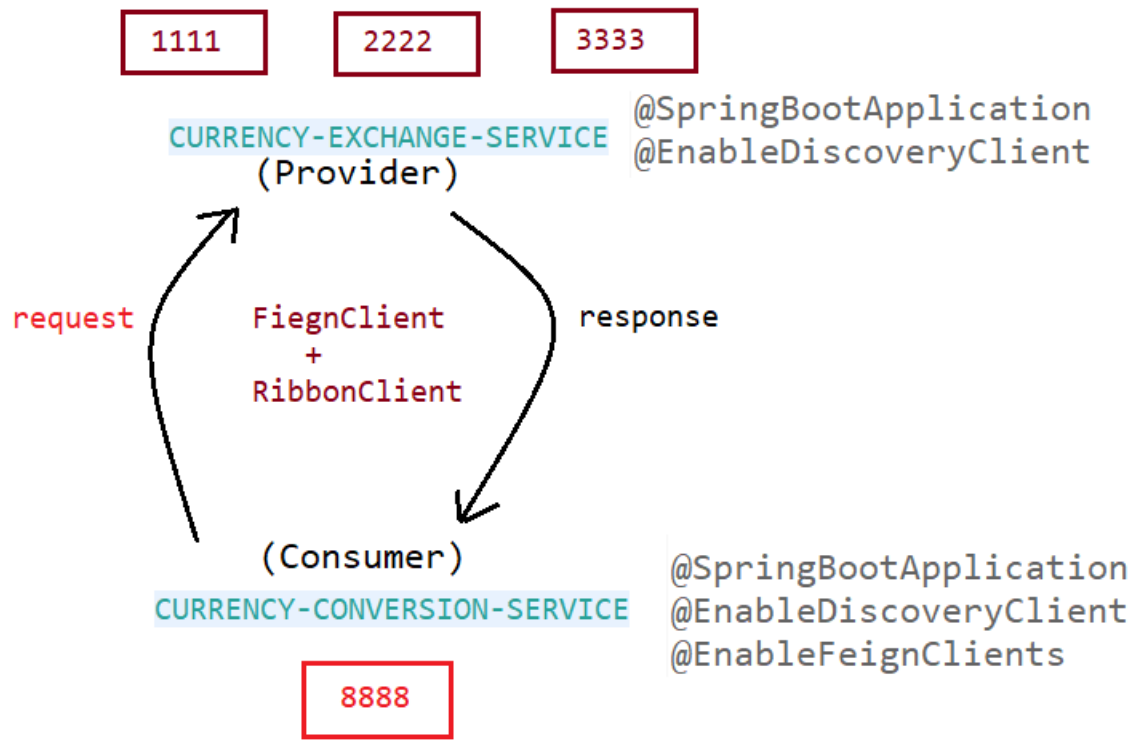 1111
2222
3333
CURRENCY-EXCHANGE-SERVICE
(Provider)
@SpringBootApplication
@EnableDiscoveryClient
request
FiegnClient
+
RibbonClient
response
(Consumer)
CURRENCY-CONVERSION-SERVICE
@SpringBootApplication
@EnableDiscoveryClient
@EnableFeignClients
8888